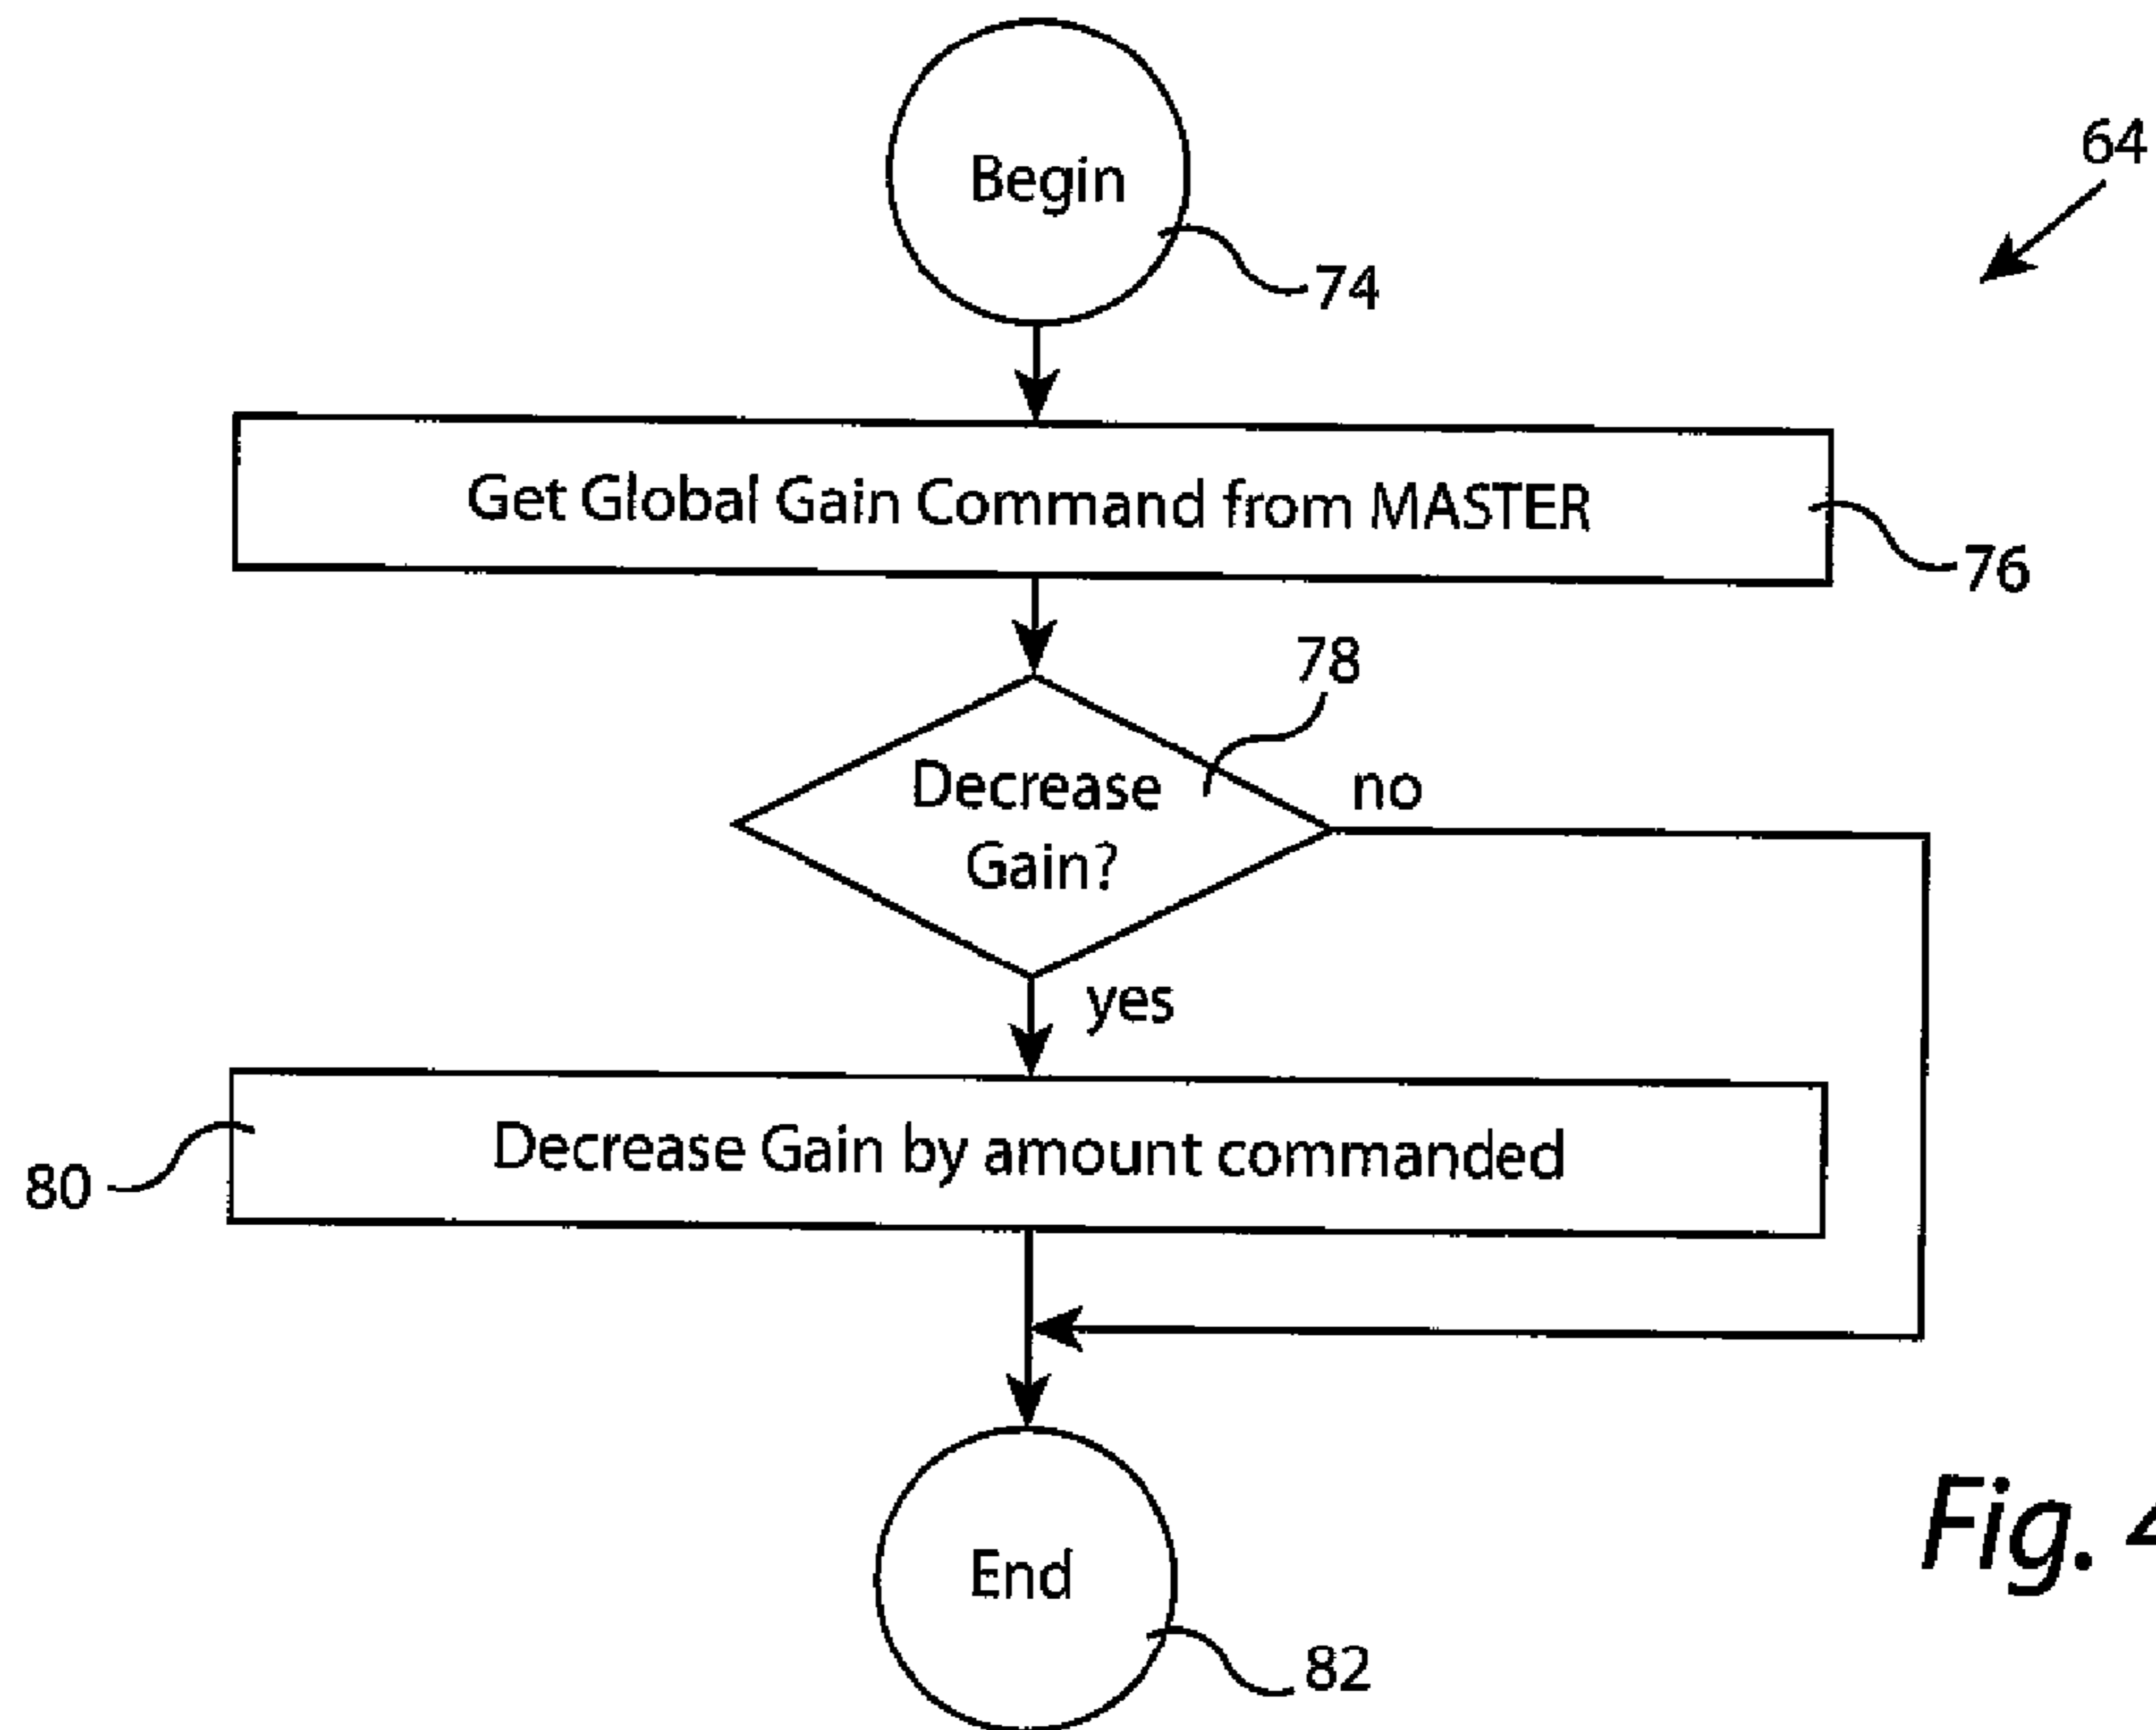 Begin
64
74
Get Global Gain Command from MASTER
76
78
Decrease
Gain?
no
yes
Decrease Gain by amount commanded
80
End
82
Fig. 4